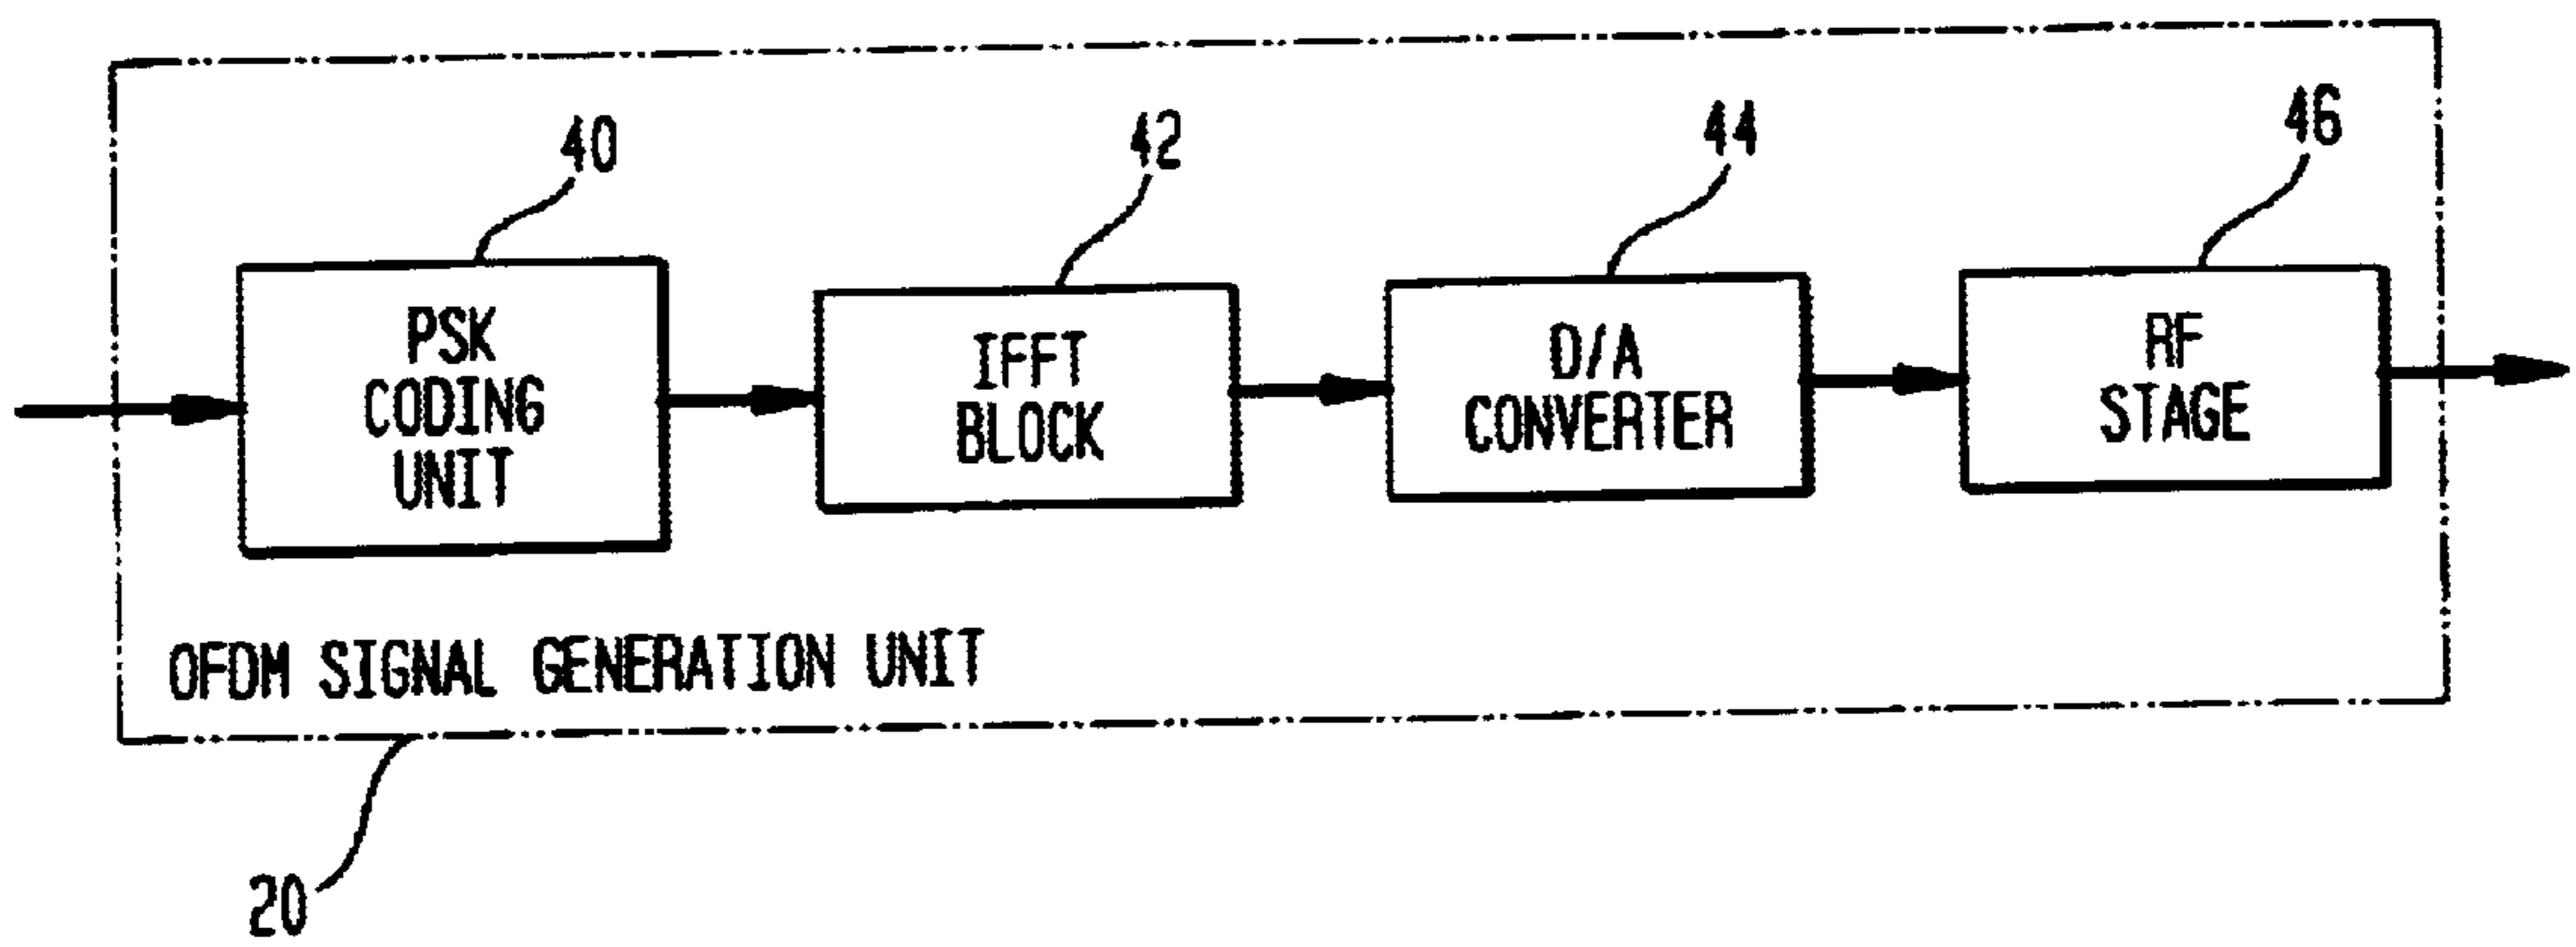 40
42
44
46
PSK
CODING
UNIT
IFFT
BLOCK
D/A
CONVERTER
RF
STAGE
OFDM SIGNAL GENERATION UNIT
20